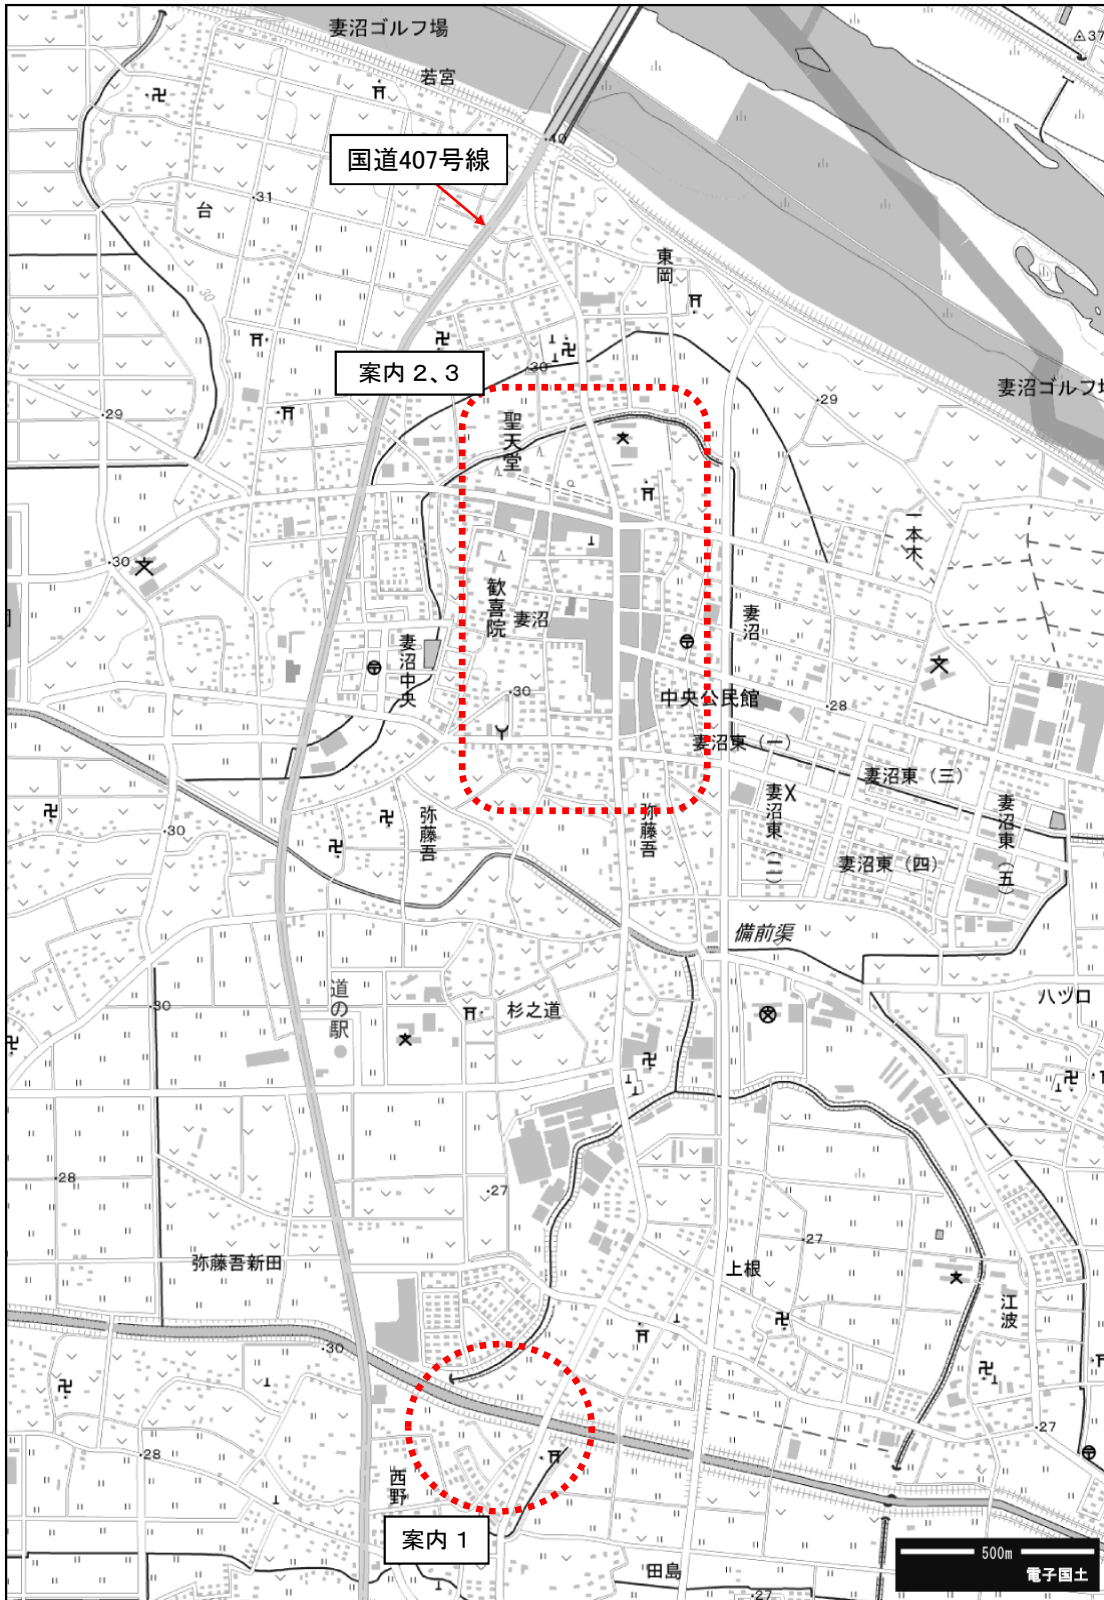 妻沼ゴルフ場
37
若宮
40
国道407号線
31
台
東岡
30
案内2、3
30
妻沼ゴルフ場
29
29
聖天堂
一本木
30
歓喜院
妻沼
妻沼
妻沼中央
30
中央公民館
28
妻沼東(一)
妻沼東(三)
妻沼東(二)
妻沼東(五)
弥藤吾
弥藤吾
30
妻沼東(四)
備前渠
道の駅
30
杉之道
八ツ口
28
27
27
弥藤吾新田
上根
江波
30
27
28
西野
案内1
500m
電子国土
田島
27